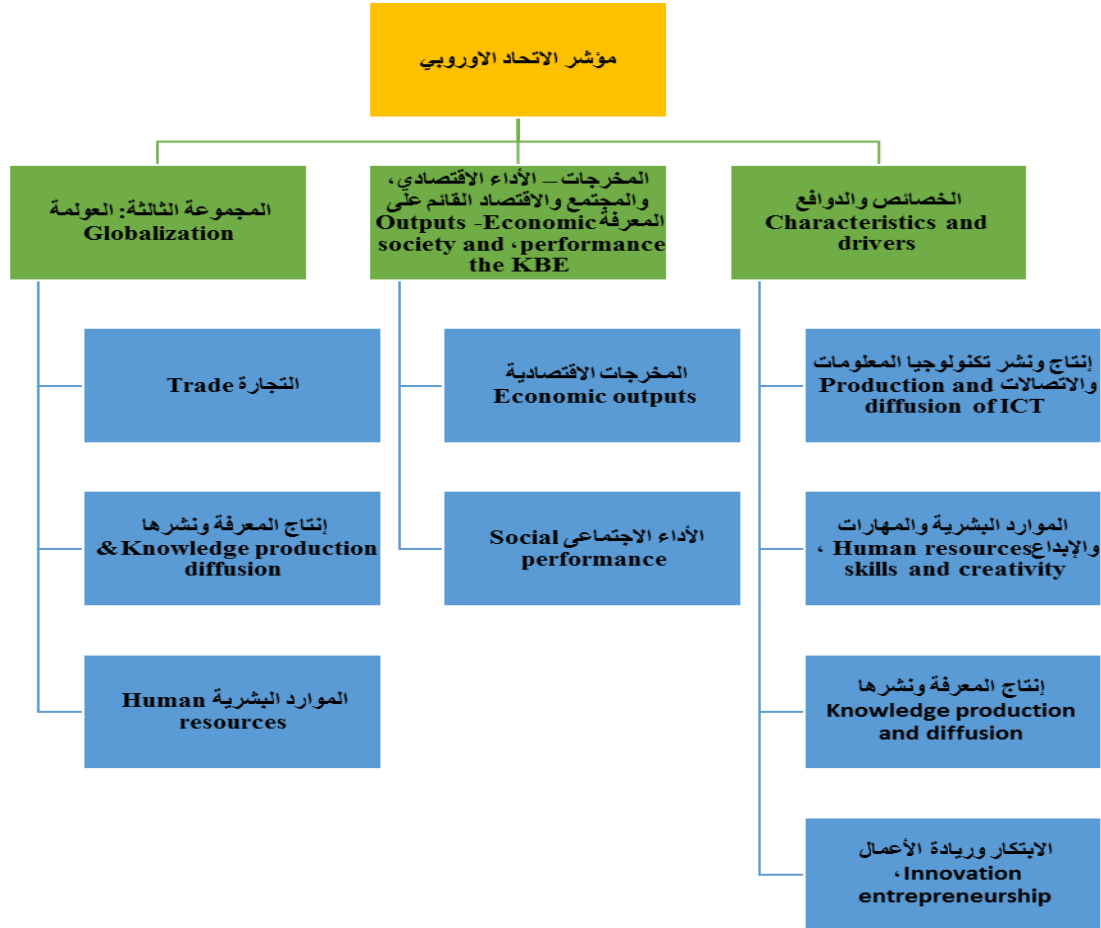 مؤشر الاتحاد الاوروبي
الخصائص والدوافع
Characteristics and
drivers
المخرجات – الأداء الاقتصادي،
والمجتمع والاقتصاد القائم على
المعرفة Outputs -Economic
society and ،performance
the KBE
المجموعة الثالثة: العولمة
Globalization
إنتاج ونشر تكنولوجيا المعلومات
والاتصالات Production and
diffusion of ICT
الموارد البشرية والمهارات
والإبداع Human resources ،
skills and creativity
إنتاج المعرفة ونشرها
Knowledge production
and diffusion
الابتكار وريادة الأعمال
،Innovation
entrepreneurship
المخرجات الاقتصادية
Economic outputs
الأداء الاجتماعى Social
performance
التجارة Trade
إنتاج المعرفة ونشرها
& Knowledge production
diffusion
الموارد البشرية Human
resources